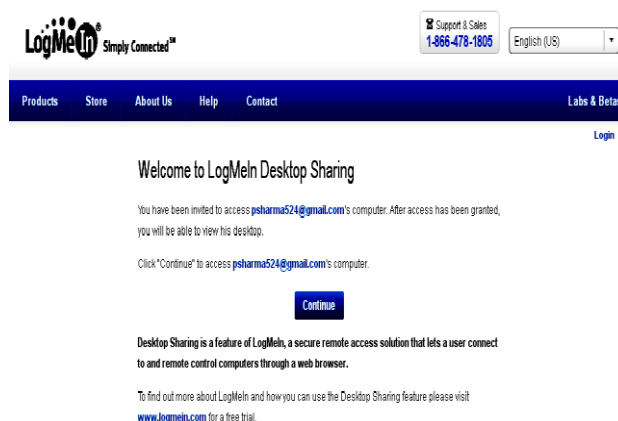 LogMeIn® Simply Connected℠
Support & Sales
1-866-478-1805
English (US)
Products Store About Us Help Contact Labs & Betas
Login
Welcome to LogMeIn Desktop Sharing
You have been invited to access psharma524@gmail.com's computer. After access has been granted,
you will be able to view his desktop.
Click "Continue" to access psharma524@gmail.com's computer.
Continue
Desktop Sharing is a feature of LogMeIn, a secure remote access solution that lets a user connect
to and remote control computers through a web browser.
To find out more about LogMeIn and how you can use the Desktop Sharing feature please visit
www.logmein.com for a free trial.